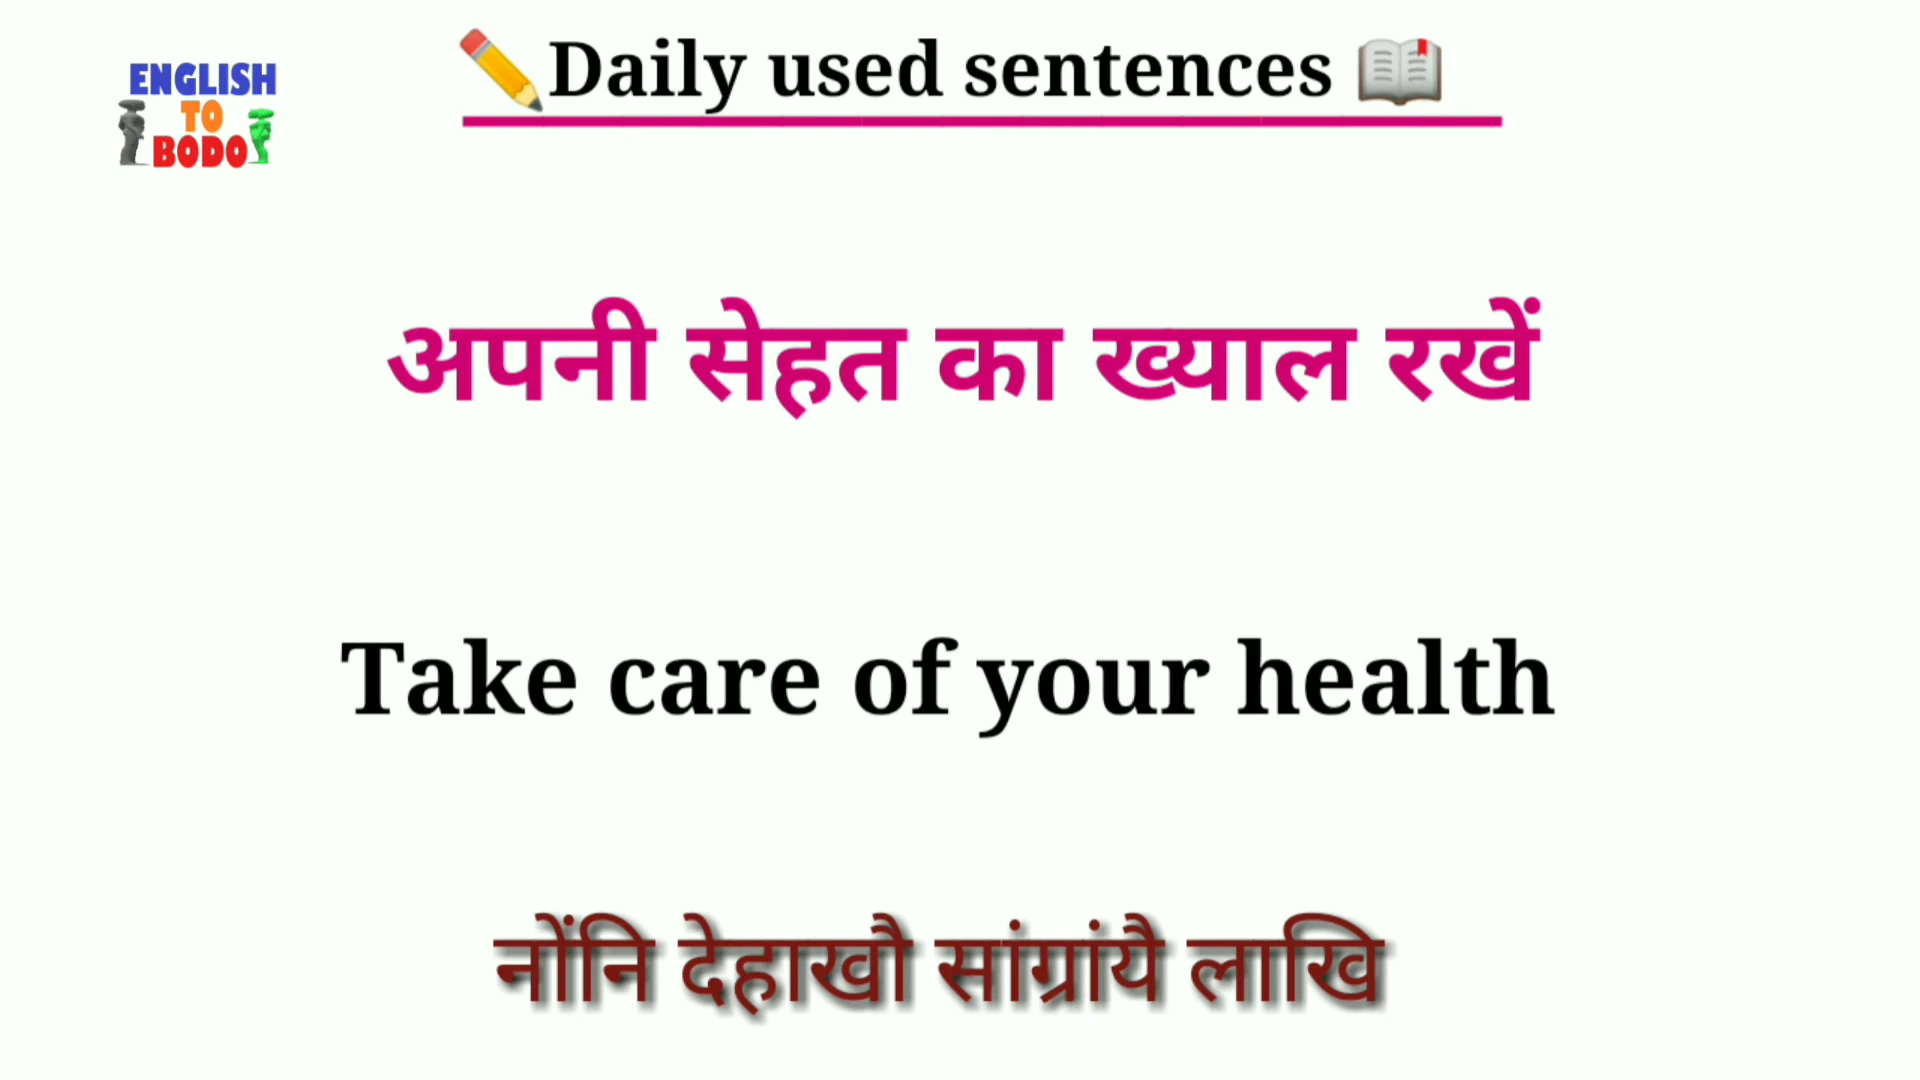 ENGLISH
TO
BODO
Daily used sentences
अपनी सेहत का ख्याल रखें
Take care of your health
नोंनि देहाखौ सांग्रांयै लाखि